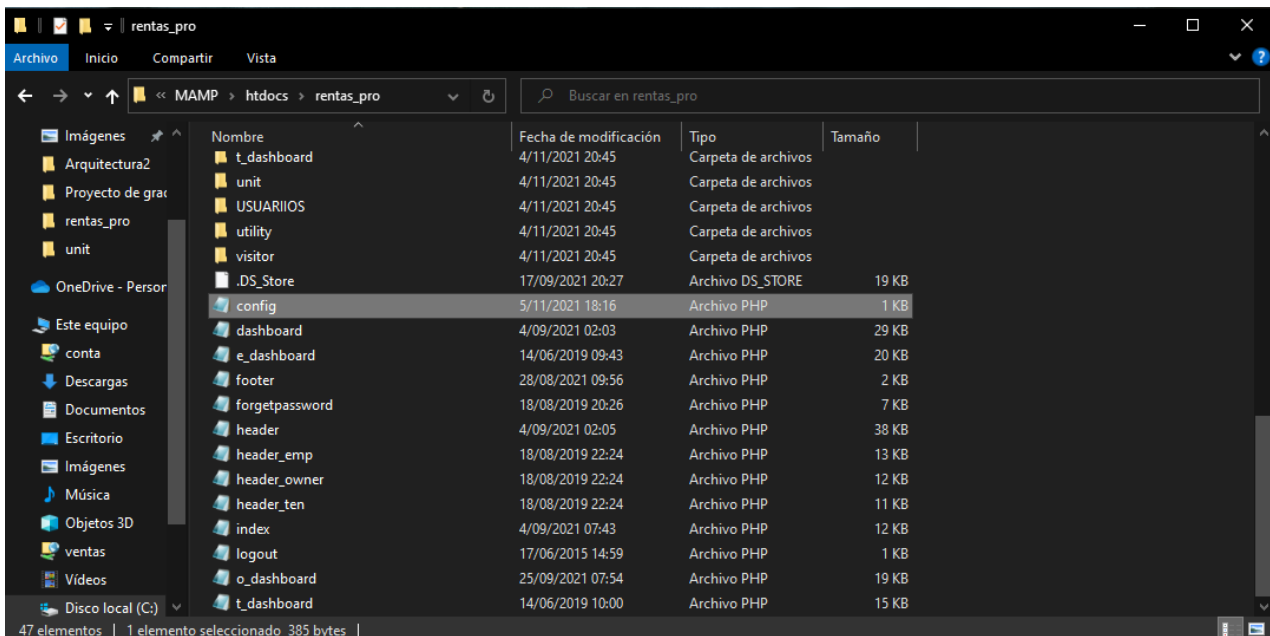 rentas_pro
Archivo Inicio Compartir Vista
« MAMP > htdocs > rentas_pro Buscar en rentas_pro
Imágenes Nombre Fecha de modificación Tipo Tamaño
t_dashboard 4/11/2021 20:45 Carpeta de archivos
Arquitectura2
unit 4/11/2021 20:45 Carpeta de archivos
Proyecto de grac
USUARIIOS 4/11/2021 20:45 Carpeta de archivos
rentas_pro
utility 4/11/2021 20:45 Carpeta de archivos
unit
visitor 4/11/2021 20:45 Carpeta de archivos
.DS_Store 17/09/2021 20:27 Archivo DS_STORE 19 KB
OneDrive - Person
config 5/11/2021 18:16 Archivo PHP 1 KB
Este equipo
dashboard 4/09/2021 02:03 Archivo PHP 29 KB
conta
e_dashboard 14/06/2019 09:43 Archivo PHP 20 KB
Descargas
footer 28/08/2021 09:56 Archivo PHP 2 KB
Documentos
forgetpassword 18/08/2019 20:26 Archivo PHP 7 KB
Escritorio
header 4/09/2021 02:05 Archivo PHP 38 KB
header_emp 18/08/2019 22:24 Archivo PHP 13 KB
Imágenes
header_owner 18/08/2019 22:24 Archivo PHP 12 KB
Música
header_ten 18/08/2019 22:24 Archivo PHP 11 KB
Objetos 3D
index 4/09/2021 07:43 Archivo PHP 12 KB
ventas
logout 17/06/2015 14:59 Archivo PHP 1 KB
Vídeos
o_dashboard 25/09/2021 07:54 Archivo PHP 19 KB
t_dashboard 14/06/2019 10:00 Archivo PHP 15 KB
Disco local (C:)
47 elementos | 1 elemento seleccionado 385 bytes |